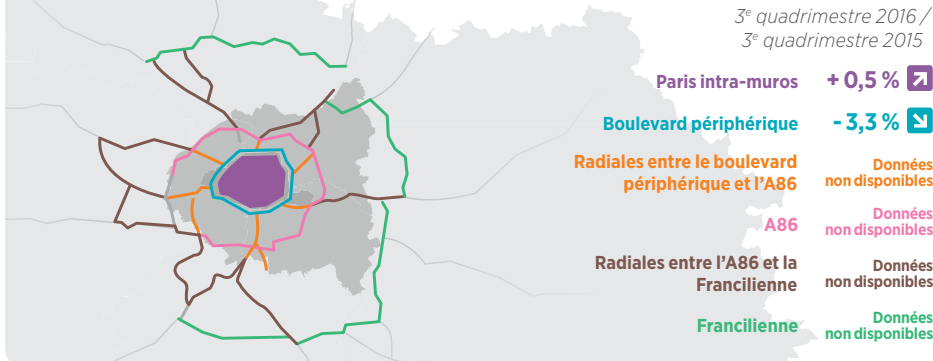 3e quadrimestre 2016 /
3e quadrimestre 2015
Paris intra-muros + 0,5 %
Boulevard périphérique - 3,3 %
Radiales entre le boulevard
périphérique et l'A86
Données
non disponibles
A86
Données
non disponibles
Radiales entre l'A86 et la
Francilienne
Données
non disponibles
Francilienne
Données
non disponibles